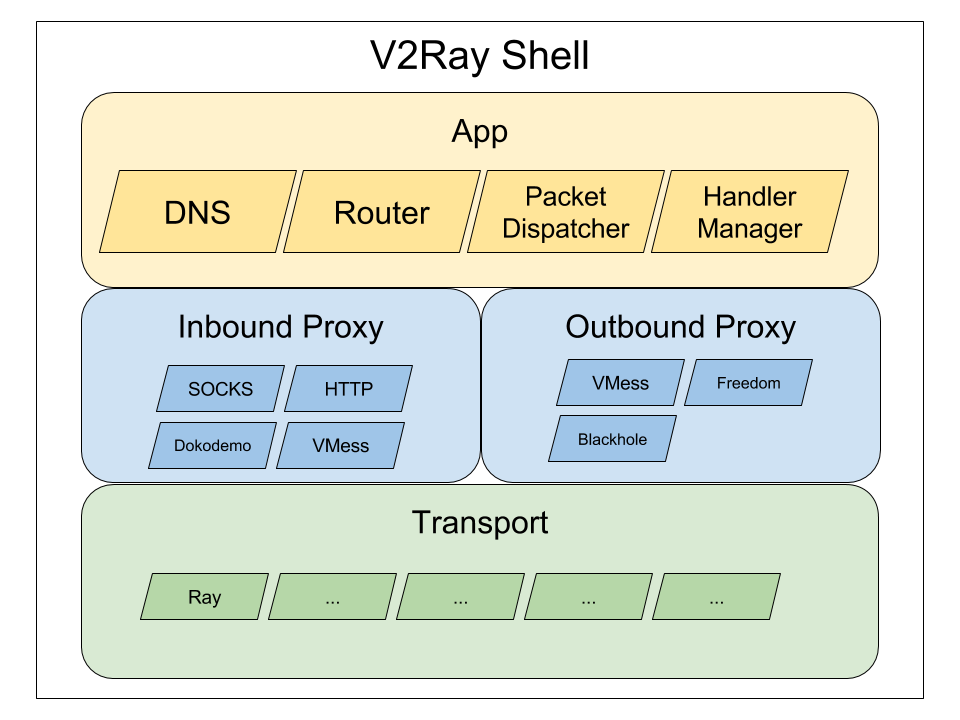 V2Ray Shell
App
DNS
Router
Packet
Dispatcher
Handler
Manager
Inbound Proxy
SOCKS
HTTP
Dokodemo
VMess
Outbound Proxy
VMess
Freedom
Blackhole
Transport
Ray
...
...
...
...